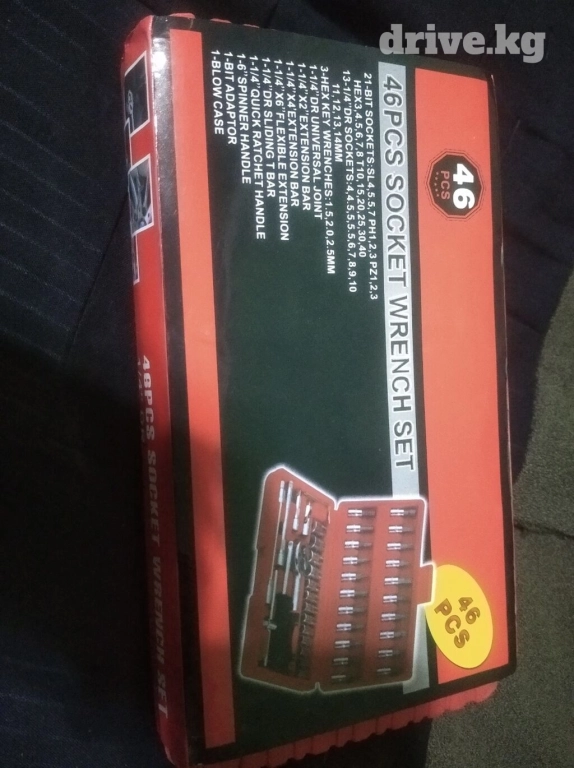 drive.kg
46
PCS
46PCS SOCKET WRENCH SET
21-BIT SOCKETS:SL4,5.5,7 PH1,2,3 PZ1,2,3
HEX3,4,5,6,7,8 T10,15,20,25,30,40
13-1/4"DR SOCKETS:4,4.5,5,5.5,6,7,8,9,10
11,12,13,14MM
3-HEX KEY WRENCHES:1.5,2.0,2.5MM
1-1/4"DR UNIVERSAL JOINT
1-1/4"X2"EXTENSION BAR
1-1/4"X4EXTENSION BAR
1-1/4"X6"FLEXIBLE EXTENSION
1-1/4"DR SLIDING T BAR
1-1/4"QUICK RATCHET HANDLE
1-6"SPINNER HANDLE
1-BIT ADAPTOR
1-BLOW CASE
46
PCS
46PCS SOCKET WRENCH SET